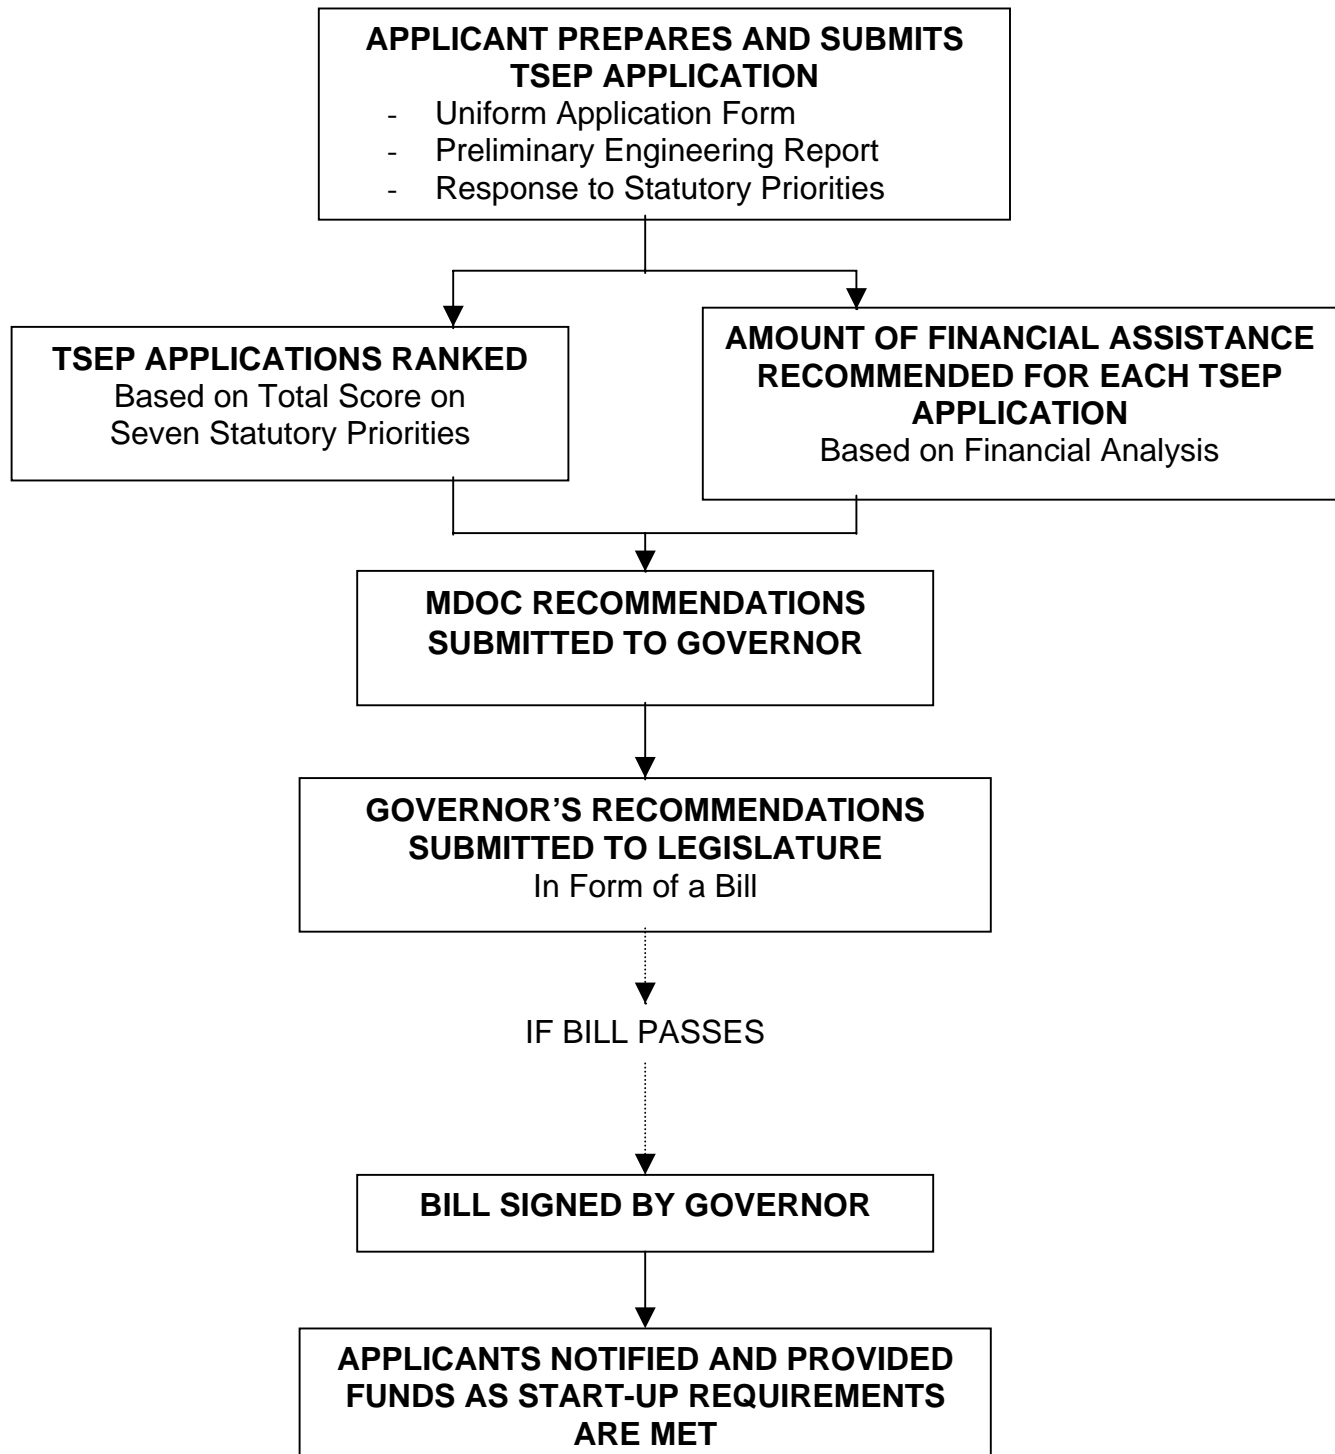 APPLICANT PREPARES AND SUBMITS
TSEP APPLICATION
- Uniform Application Form
- Preliminary Engineering Report
- Response to Statutory Priorities
TSEP APPLICATIONS RANKED
Based on Total Score on
Seven Statutory Priorities
AMOUNT OF FINANCIAL ASSISTANCE
RECOMMENDED FOR EACH TSEP
APPLICATION
Based on Financial Analysis
MDOC RECOMMENDATIONS
SUBMITTED TO GOVERNOR
GOVERNOR’S RECOMMENDATIONS
SUBMITTED TO LEGISLATURE
In Form of a Bill
IF BILL PASSES
BILL SIGNED BY GOVERNOR
APPLICANTS NOTIFIED AND PROVIDED
FUNDS AS START-UP REQUIREMENTS
ARE MET